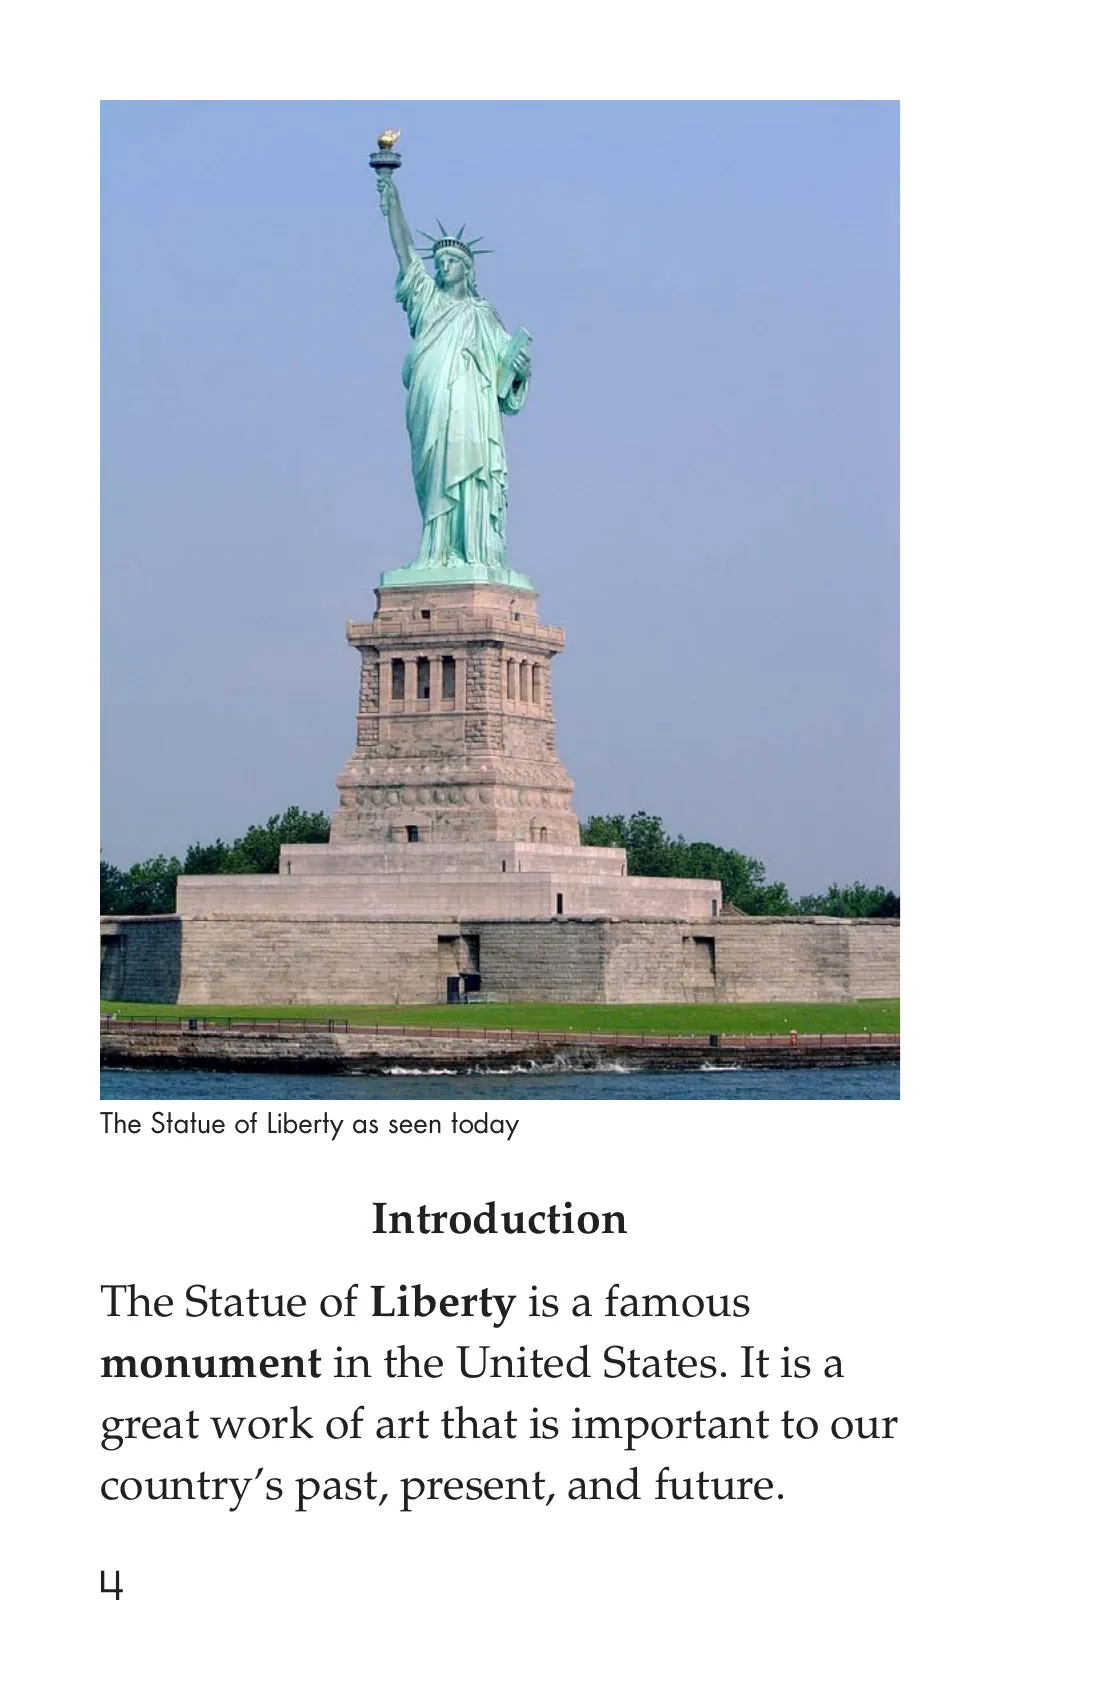 The Statue of Liberty as seen today
Introduction
The Statue of Liberty is a famous
monument in the United States. It is a
great work of art that is important to our
country’s past, present, and future.
4